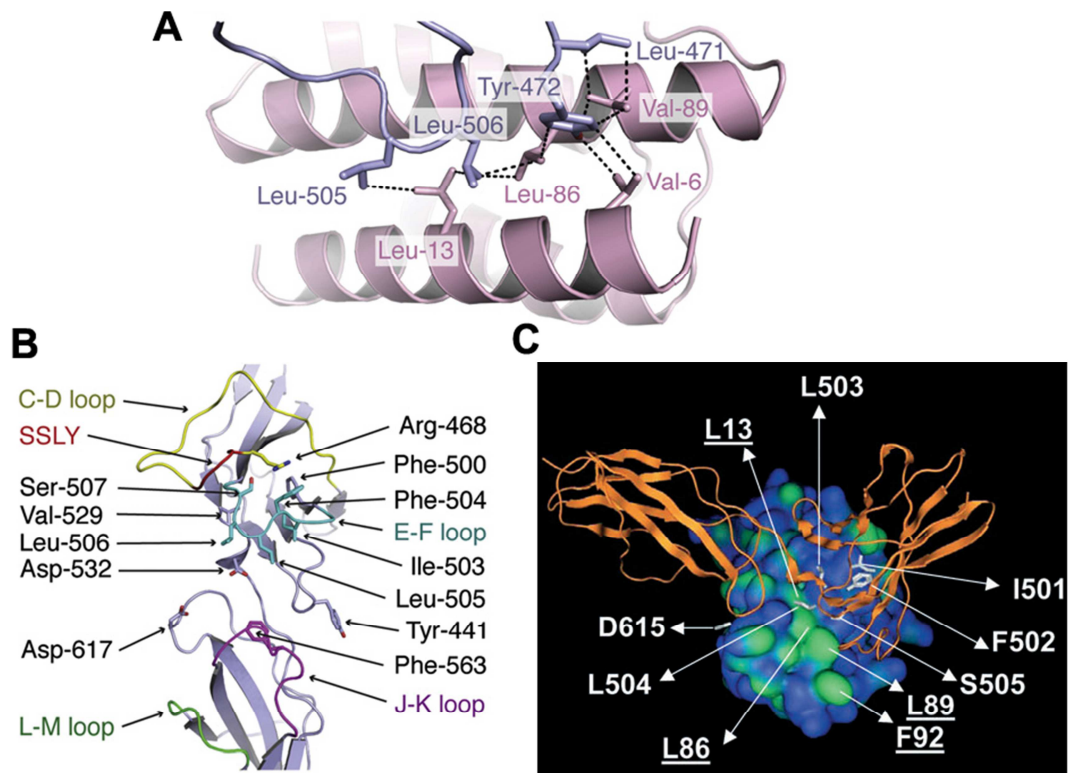 A
Leu-471
Tyr-472
Val-89
Leu-506
Leu-505
Leu-86
Val-6
Leu-13
B
C-D loop
SSLY
Ser-507
Val-529
Leu-506
Asp-532
Asp-617
L-M loop
Arg-468
Phe-500
Phe-504
E-F loop
Ile-503
Leu-505
Tyr-441
Phe-563
J-K loop
C
L503
L13
I501
D615
F502
L504
S505
L89
F92
L86